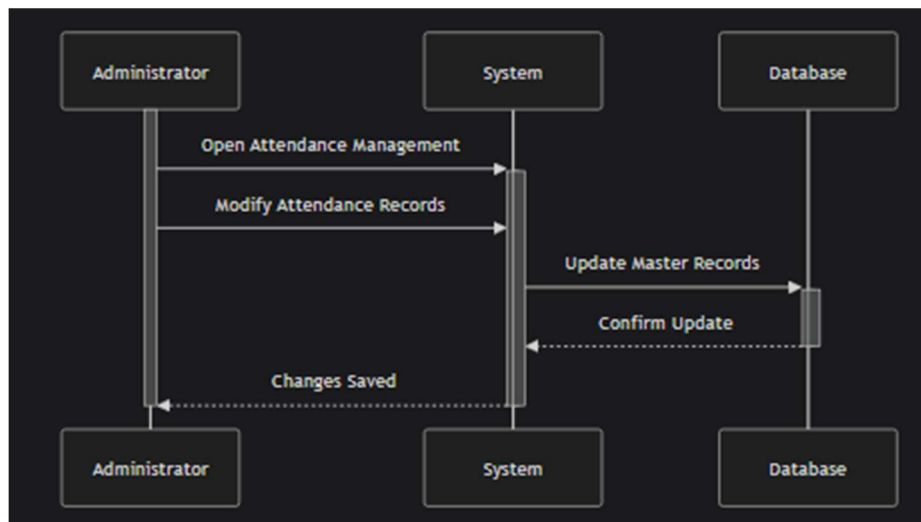 Administrator
System
Database
Open Attendance Management
Modify Attendance Records
Update Master Records
Confirm Update
Changes Saved
Administrator
System
Database